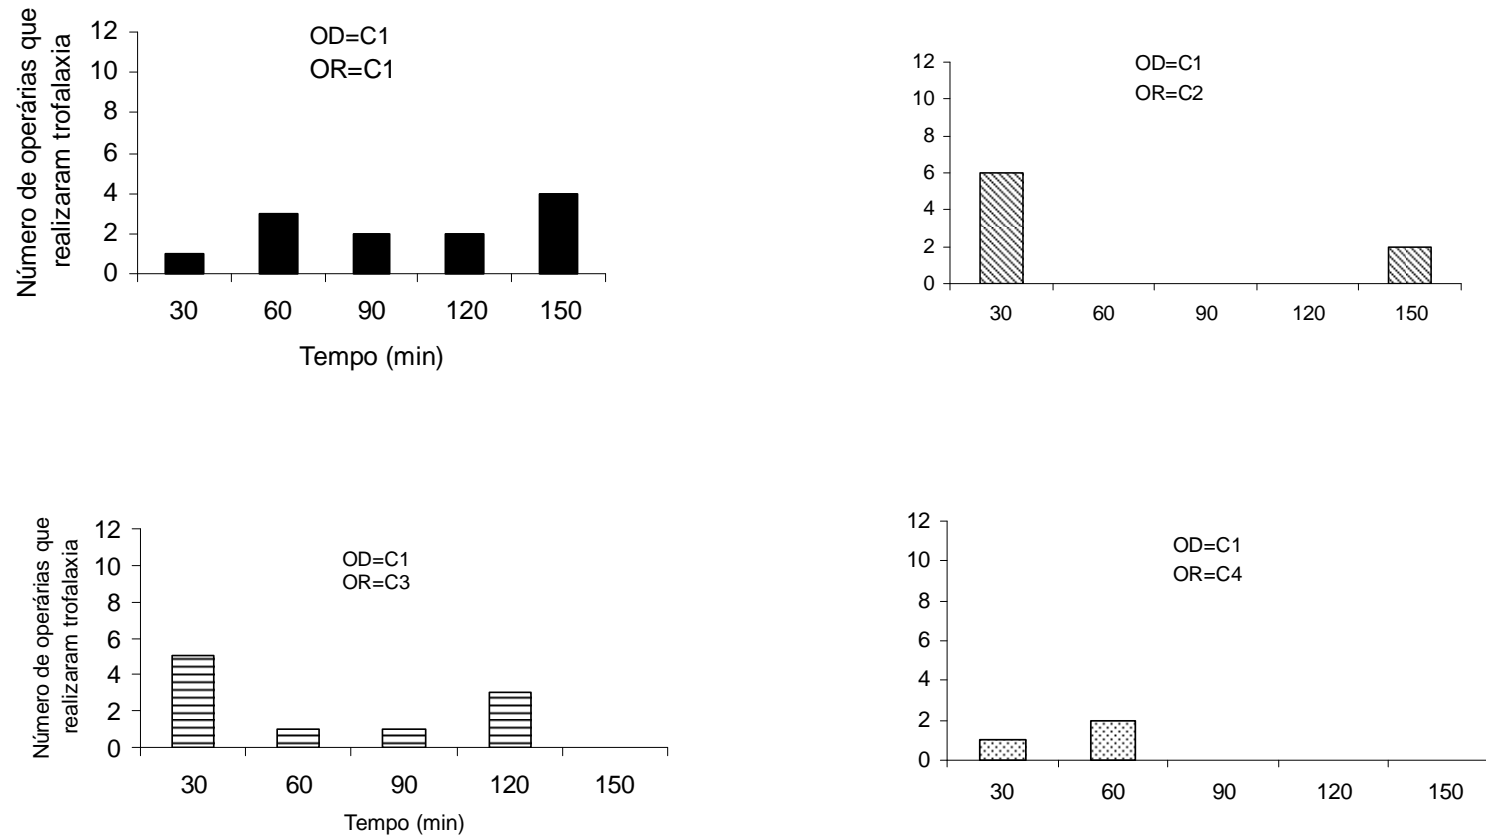 Número de operárias que
realizaram trofalaxia
12
10
8
6
4
2
0
OD=C1
OR=C1
30 60 90 120 150
Tempo (min)
12
10
8
6
4
2
0
OD=C1
OR=C2
30 60 90 120 150
Número de operárias que
realizaram trofalaxia
12
10
8
6
4
2
0
OD=C1
OR=C3
30 60 90 120 150
Tempo (min)
12
10
8
6
4
2
0
OD=C1
OR=C4
30 60 90 120 150